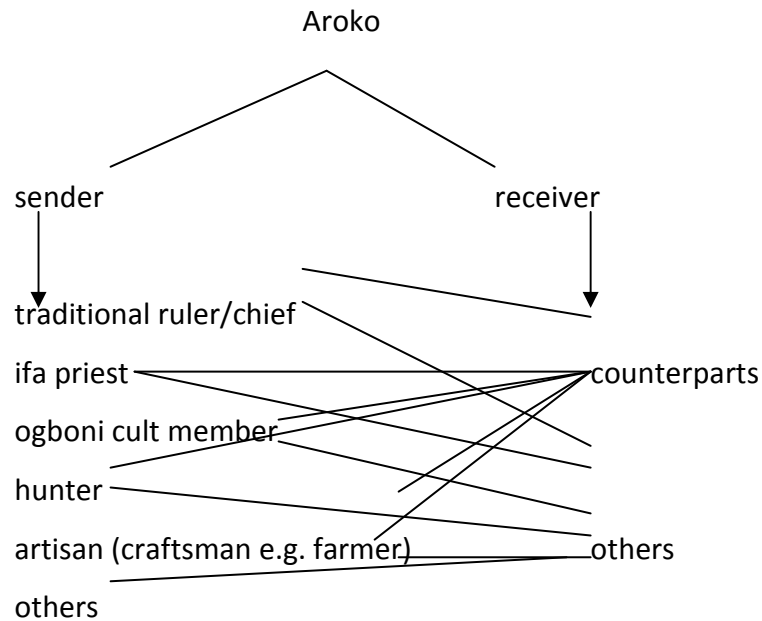 Aroko
sender receiver
traditional ruler/chief
ifa priest counterparts
ogboni cult member
hunter
artisan (craftsman e.g. farmer) others
others